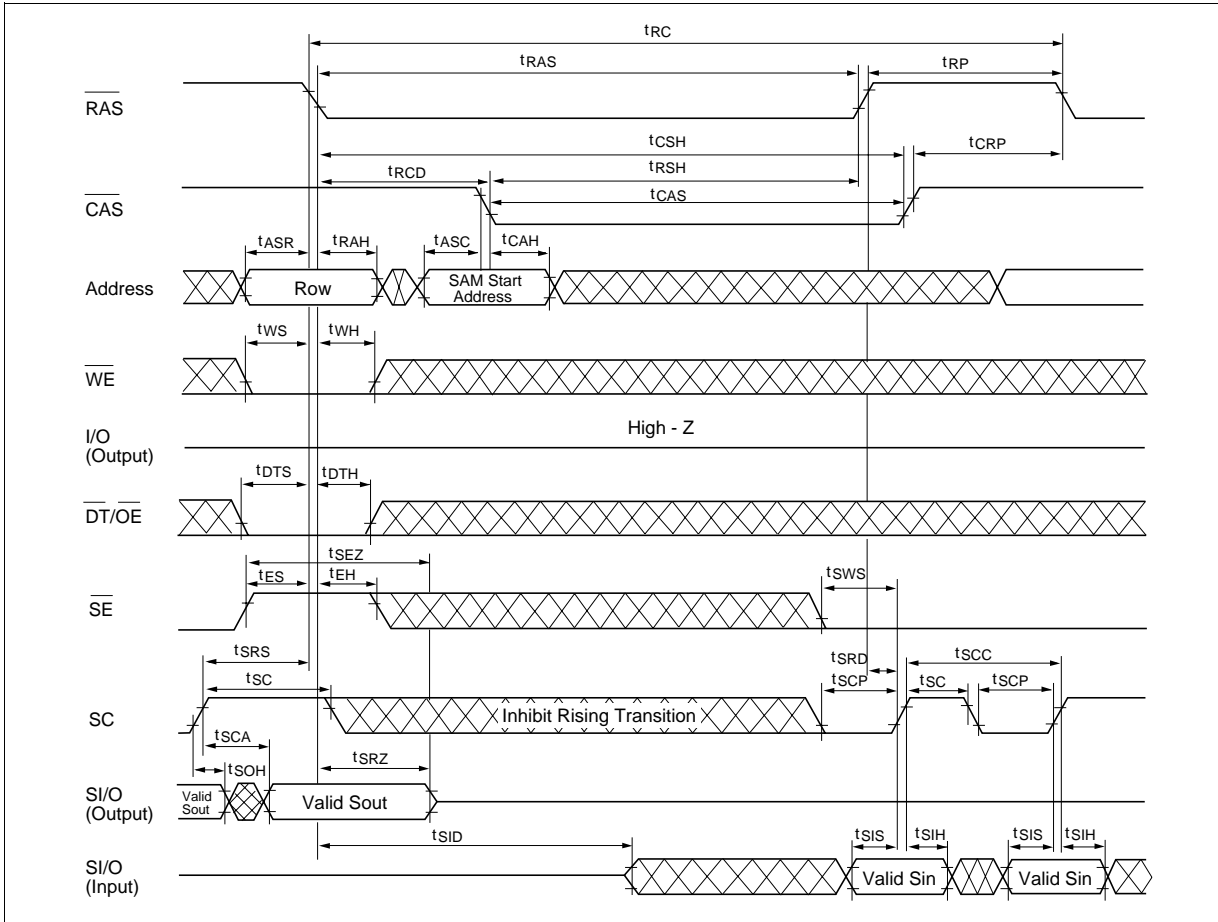 tRC
tRAS tRP
RAS
tCSH tCRP
tRCD tRSH
tCAS
CAS
tASR tRAH tASC tCAH
Address Row SAM Start Address
tWS tWH
WE
I/O (Output) High - Z
tDTS tDTH
DT/OE
tSEZ
tES tEH tSWS
SE
tSRS tSRD tSCC
tSC tSCP tSC tSCP
SC Inhibit Rising Transition
tSCA tSRZ
tSOH
SI/O (Output) Valid Sout Valid Sout
tSID tSIS tSIH tSIS tSIH
SI/O (Input) Valid Sin Valid Sin